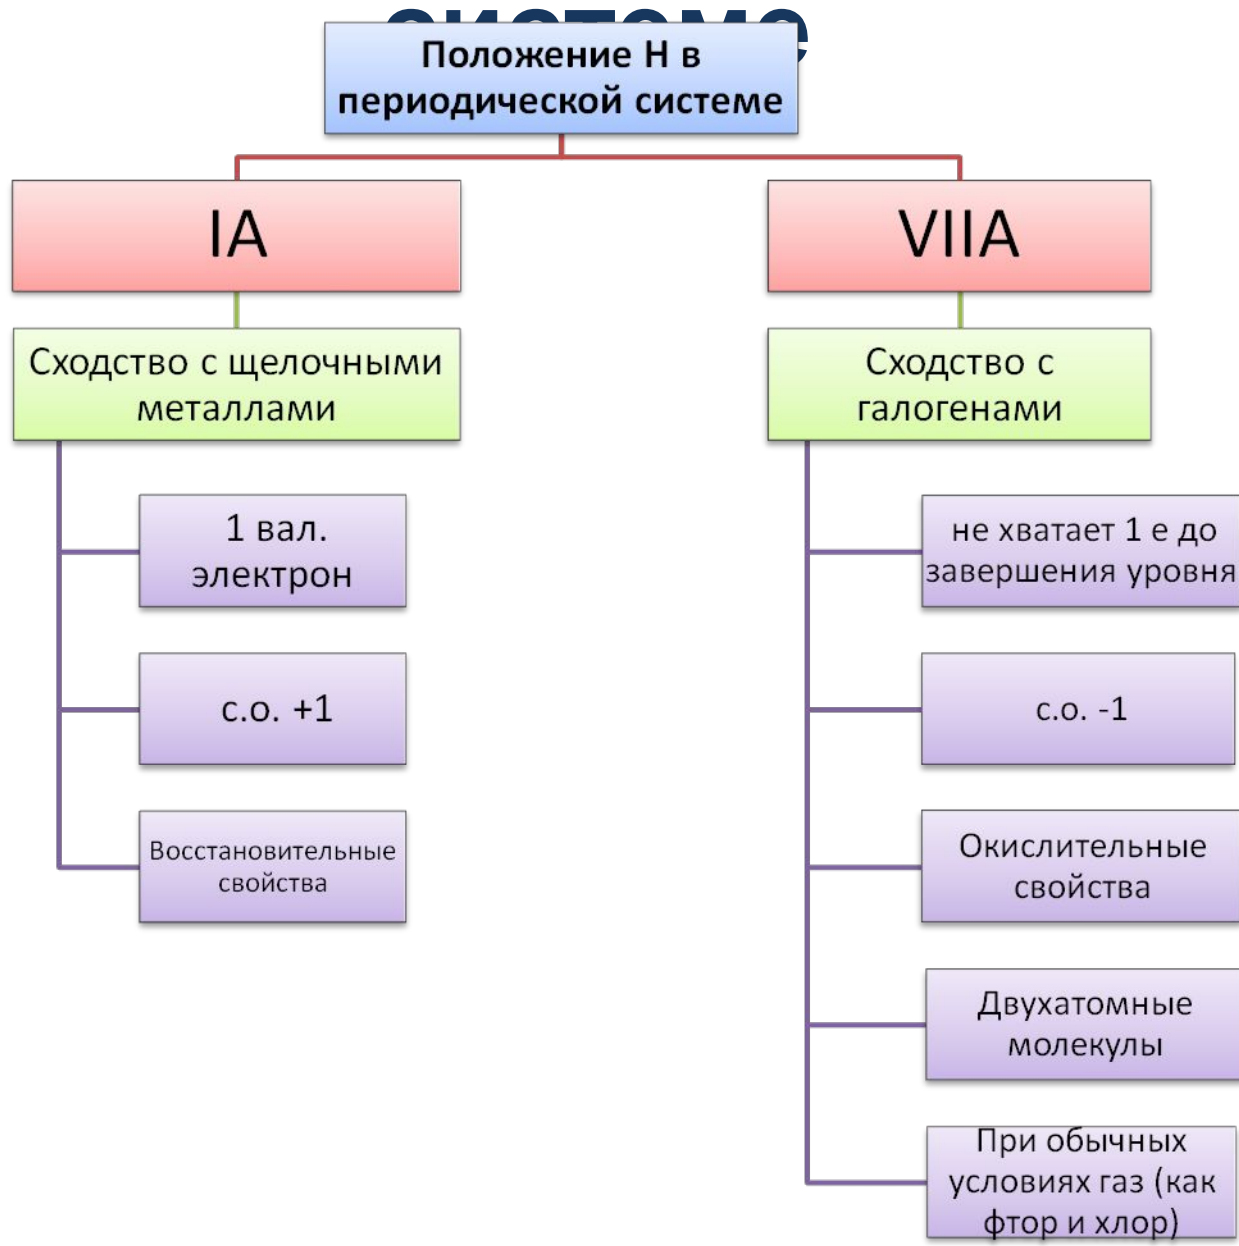 системе
Положение Н в
периодической системе
IA
VIIA
Сходство с щелочными
металлами
Сходство с
галогенами
1 вал.
электрон
не хватает 1 е до
завершения уровня
с.о. +1
с.о. -1
Восстановительные
свойства
Окислительные
свойства
Двухатомные
молекулы
При обычных
условиях газ (как
фтор и хлор)